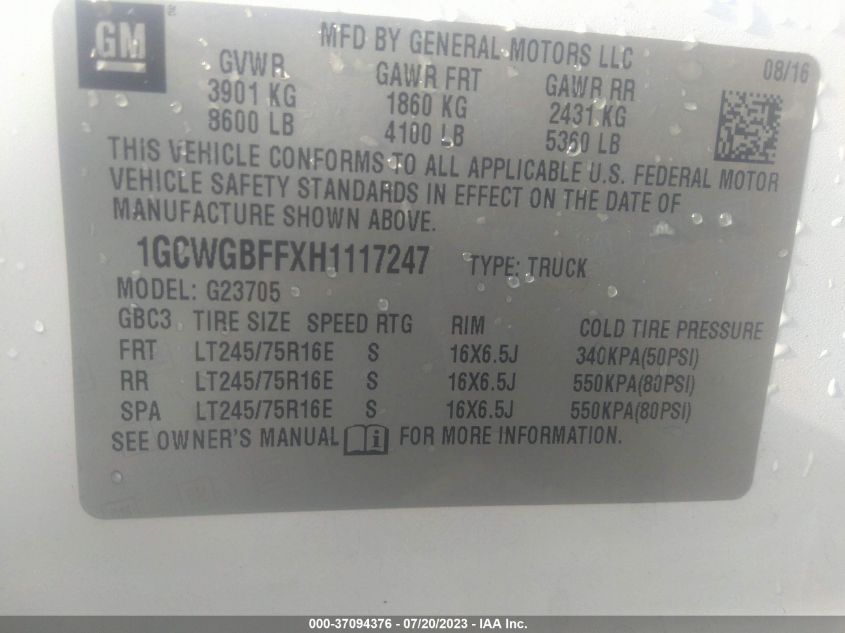 GM
MFD BY GENERAL MOTORS LLC
08/16
GVWR GAWR FRT GAWR RR
3901 KG 1860 KG 2431 KG
8600 LB 4100 LB 5360 LB
THIS VEHICLE CONFORMS TO ALL APPLICABLE U.S. FEDERAL MOTOR
VEHICLE SAFETY STANDARDS IN EFFECT ON THE DATE OF
MANUFACTURE SHOWN ABOVE.
1GCWGBFFXH1117247 TYPE: TRUCK
MODEL: G23705
GBC3 TIRE SIZE SPEED RTG RIM COLD TIRE PRESSURE
FRT LT245/75R16E S 16X6.5J 340KPA(50PSI)
RR LT245/75R16E S 16X6.5J 550KPA(80PSI)
SPA LT245/75R16E S 16X6.5J 550KPA(80PSI)
SEE OWNER'S MANUAL i FOR MORE INFORMATION.
000-37094376 - 07/20/2023 - IAA Inc.